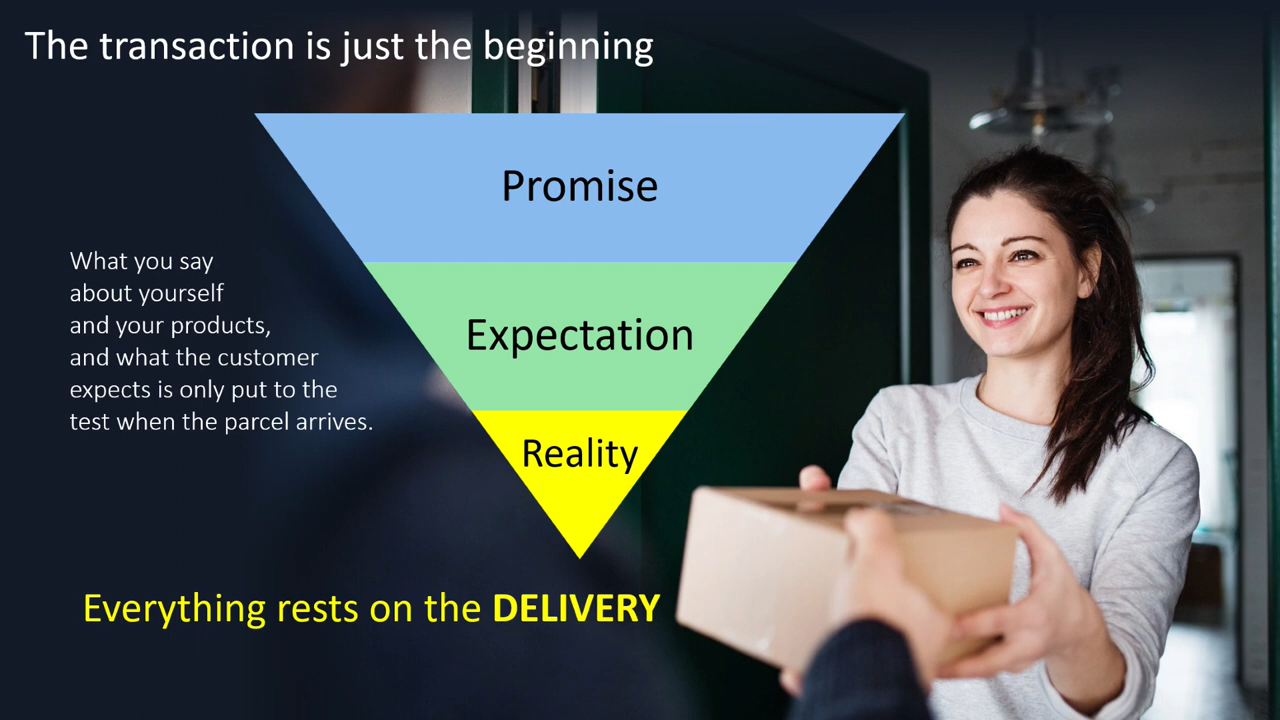 The transaction is just the beginning
Promise
Expectation
Reality
What you say
about yourself
and your products,
and what the customer
expects is only put to the
test when the parcel arrives.
Everything rests on the DELIVERY